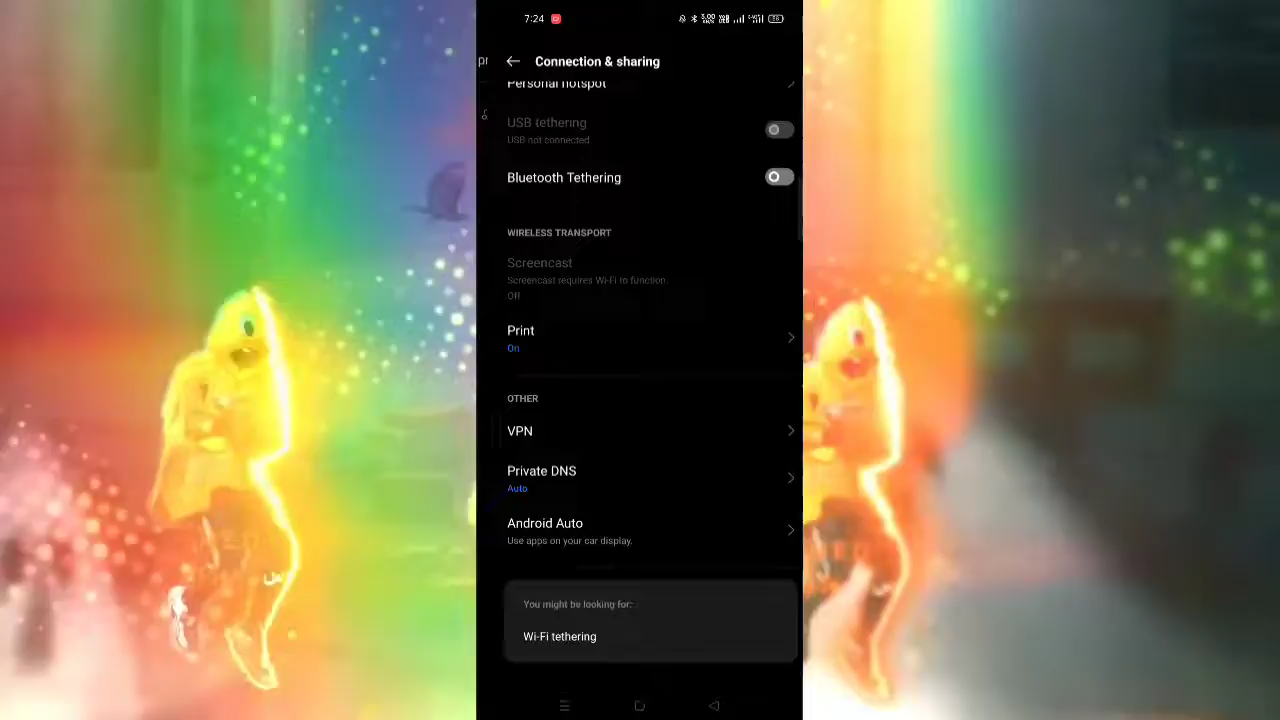 7:24
Connection & sharing
Personal hotspot
USB tethering
USB not connected
Bluetooth Tethering
WIRELESS TRANSPORT
Screencast
Screencast requires Wi-Fi to function.
Off
Print
On
OTHER
VPN
Private DNS
Auto
Android Auto
Use apps on your car display.
You might be looking for:
Wi-Fi tethering